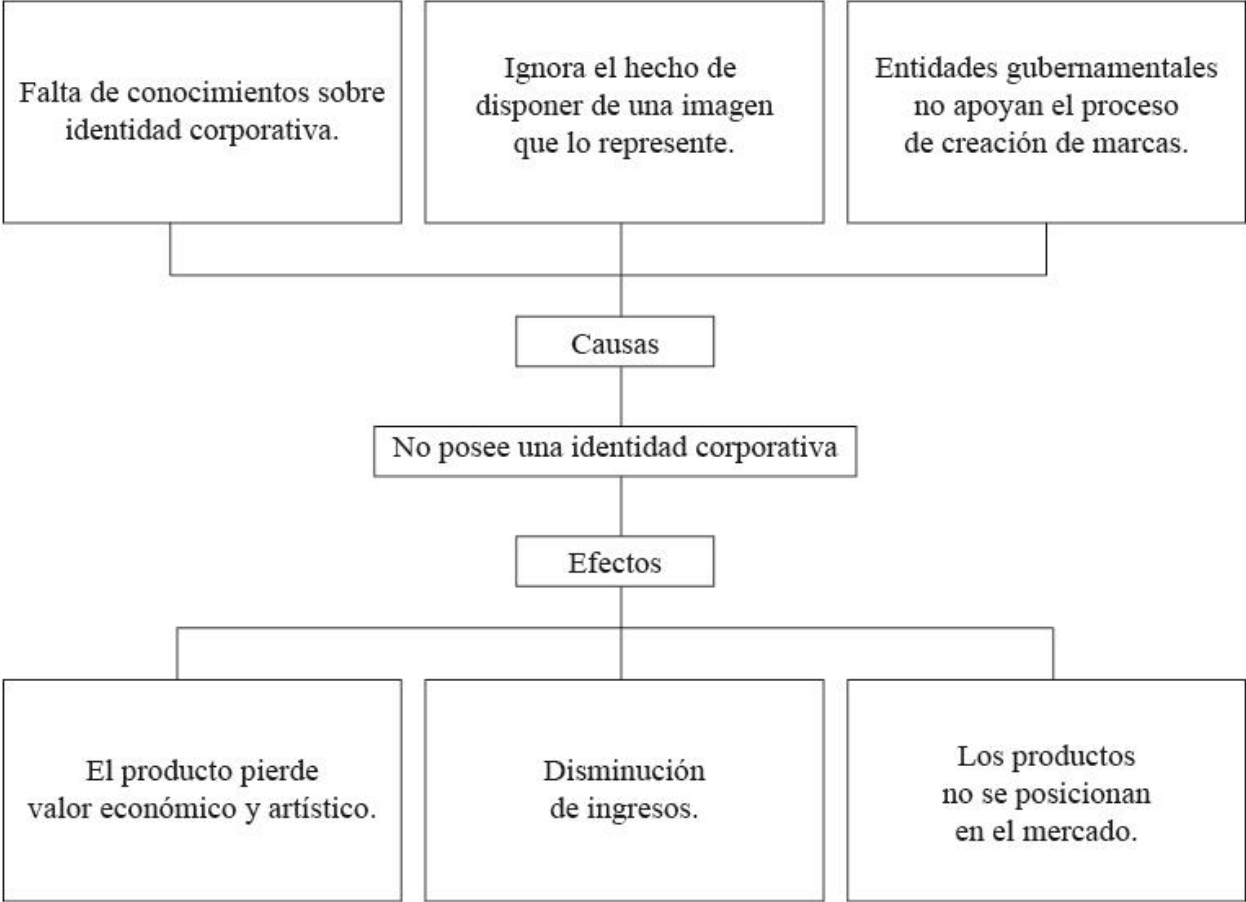 Falta de conocimientos sobre
identidad corporativa.
Ignora el hecho de
disponer de una imagen
que lo represente.
Entidades gubernamentales
no apoyan el proceso
de creación de marcas.
Causas
No posee una identidad corporativa
Efectos
El producto pierde
valor económico y artístico.
Disminución
de ingresos.
Los productos
no se posicionan
en el mercado.